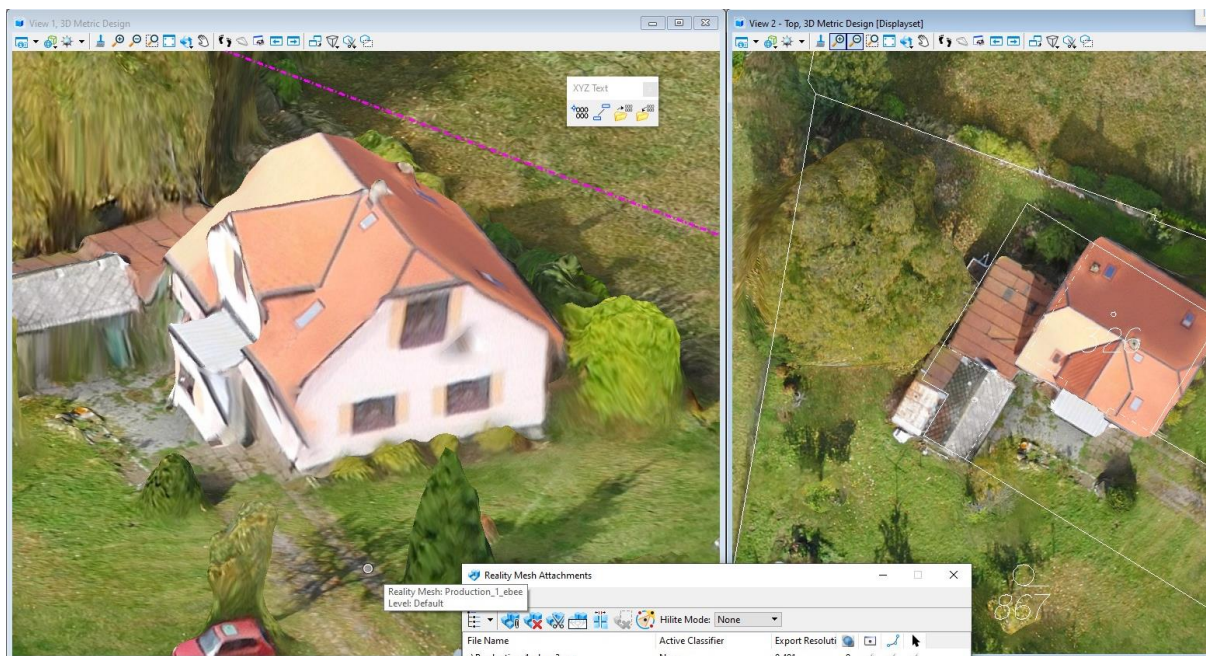 View 1, 3D Metric Design
View 2 - Top, 3D Metric Design [Displayset]
XYZ Text
326
Reality Mesh: Production_1_ebee
Level: Default
Reality Mesh Attachments
Hilite Mode: None
File Name
Active Classifier
Export Resoluti
867